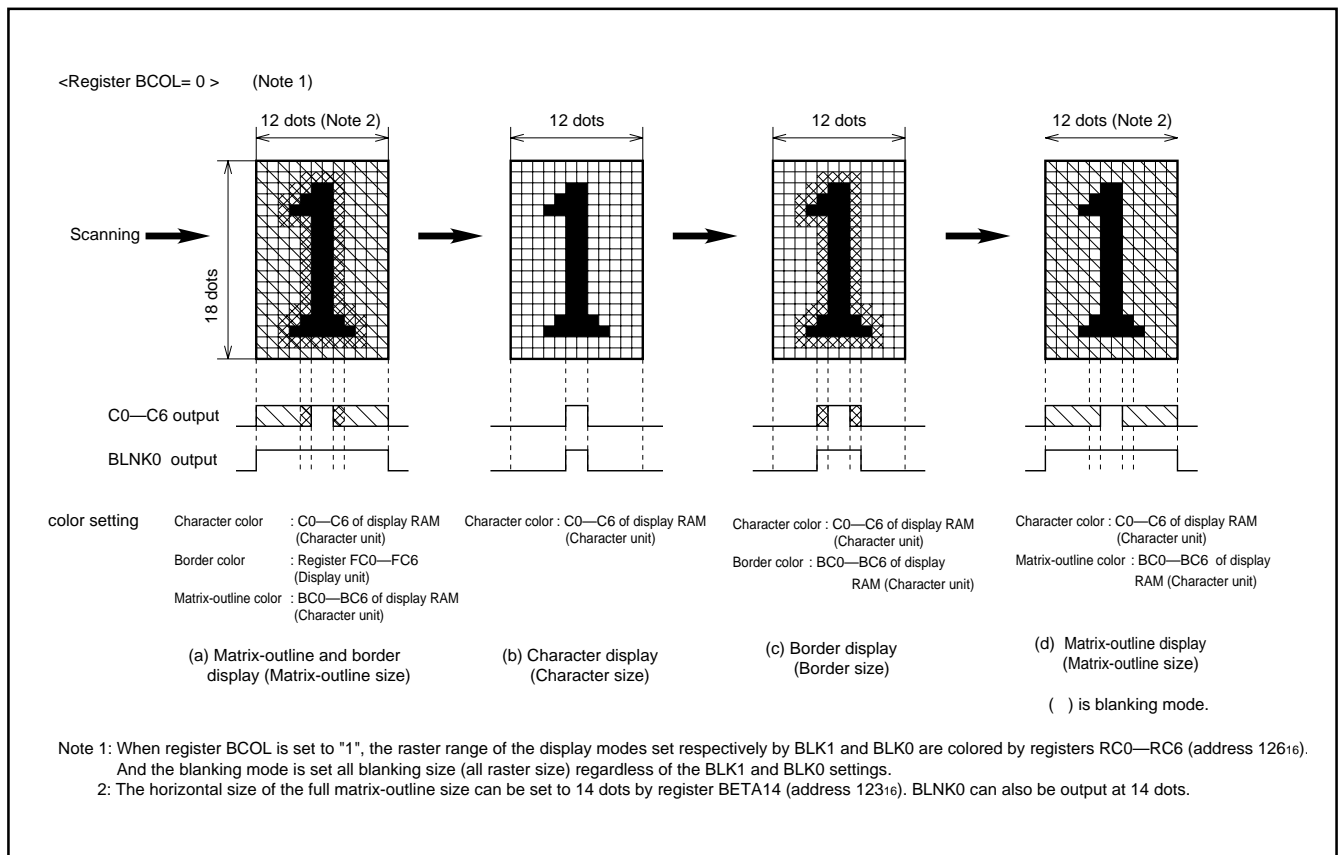 <Register BCOL= 0 > (Note 1)
12 dots (Note 2)
12 dots
12 dots
12 dots (Note 2)
Scanning
18 dots
C0—C6 output
BLNK0 output
color setting
Character color : C0—C6 of display RAM
(Character unit)
Border color : Register FC0—FC6
(Display unit)
Matrix-outline color : BC0—BC6 of display RAM
(Character unit)
(a) Matrix-outline and border
display (Matrix-outline size)
Character color : C0—C6 of display RAM
(Character unit)
(b) Character display
(Character size)
Character color : C0—C6 of display RAM
(Character unit)
Border color : BC0—BC6 of display
RAM (Character unit)
(c) Border display
(Border size)
Character color : C0—C6 of display RAM
(Character unit)
Matrix-outline color : BC0—BC6 of display
RAM (Character unit)
(d) Matrix-outline display
(Matrix-outline size)
( ) is blanking mode.
Note 1: When register BCOL is set to "1", the raster range of the display modes set respectively by BLK1 and BLK0 are colored by registers RC0—RC6 (address 12616).
And the blanking mode is set all blanking size (all raster size) regardless of the BLK1 and BLK0 settings.
2: The horizontal size of the full matrix-outline size can be set to 14 dots by register BETA14 (address 12316). BLNK0 can also be output at 14 dots.